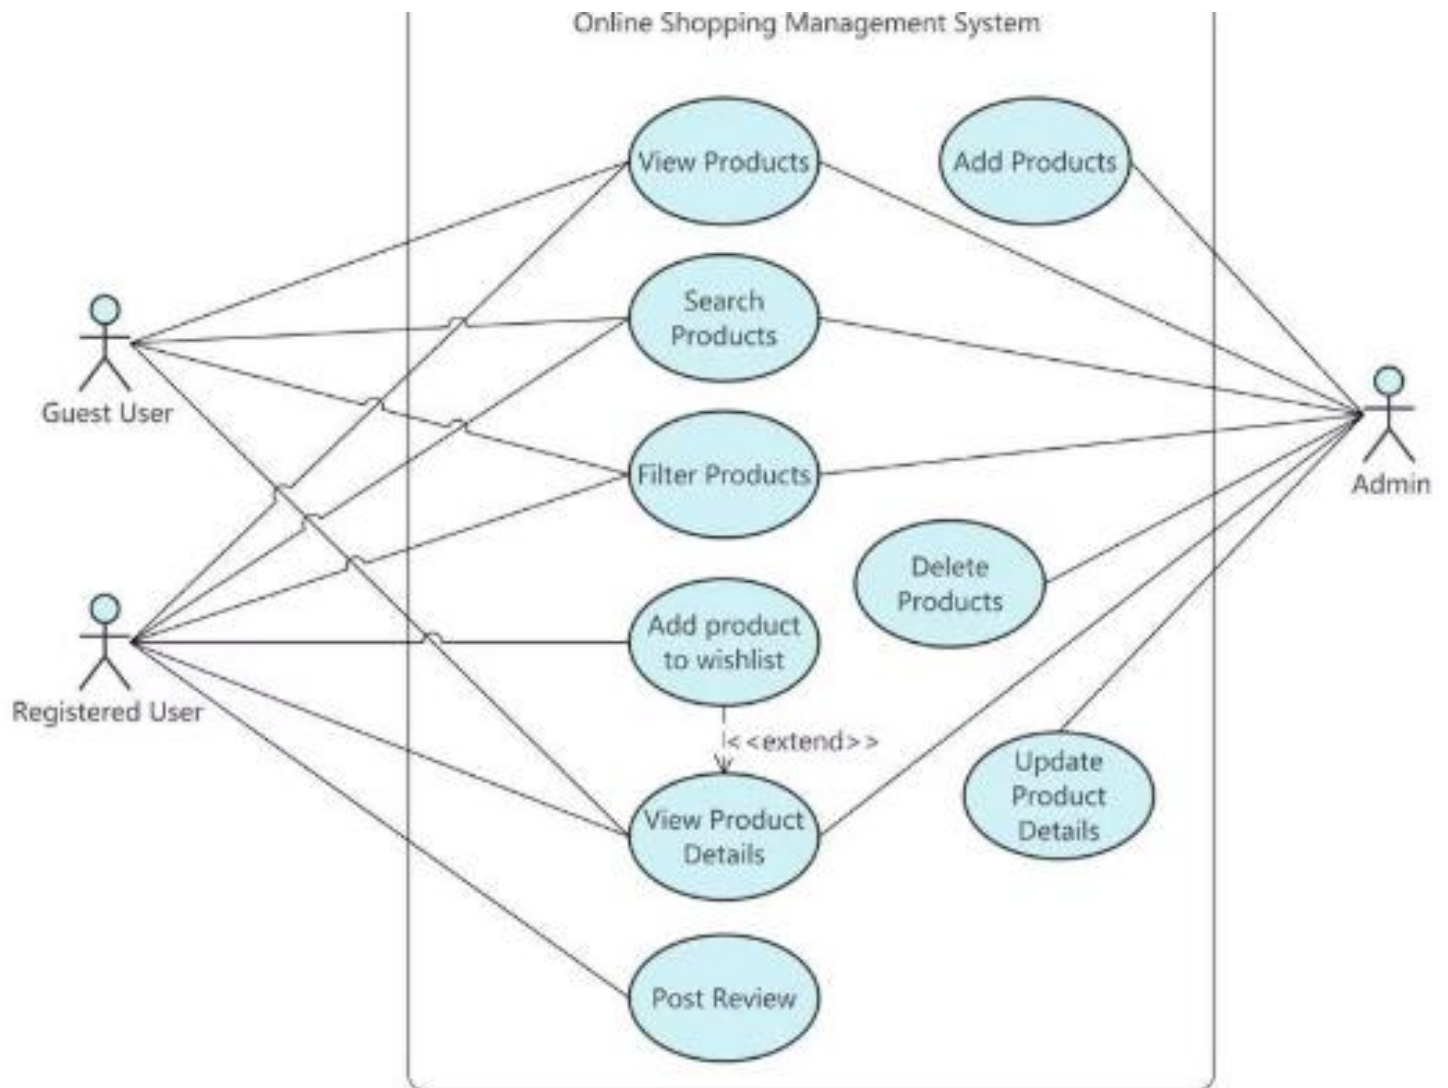 Online Shopping Management System
View Products
Add Products
Search
Products
Guest User
Filter Products
Admin
Delete
Products
Add product
to wishlist
Registered User
< <extend>>
Update
Product
Details
View Product
Details
Post Review